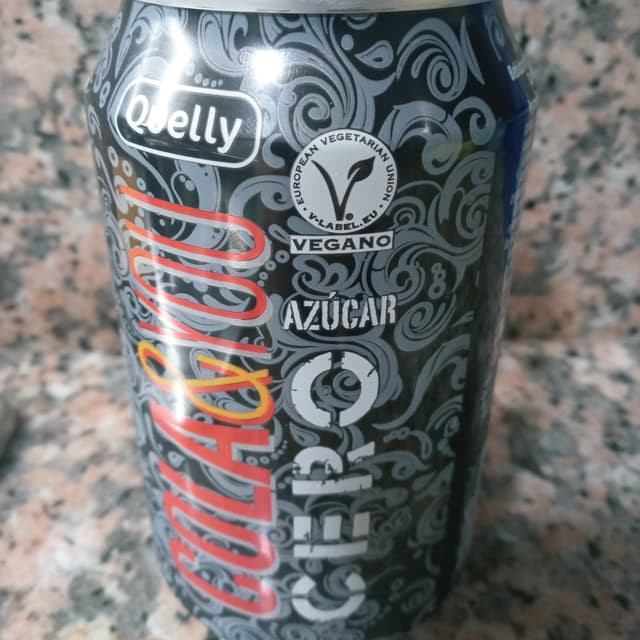 Quelly
COLA&YOU
EUROPEAN VEGETARIAN UNION
V-LABEL.EU
VEGANO
AZÚCAR
CERO